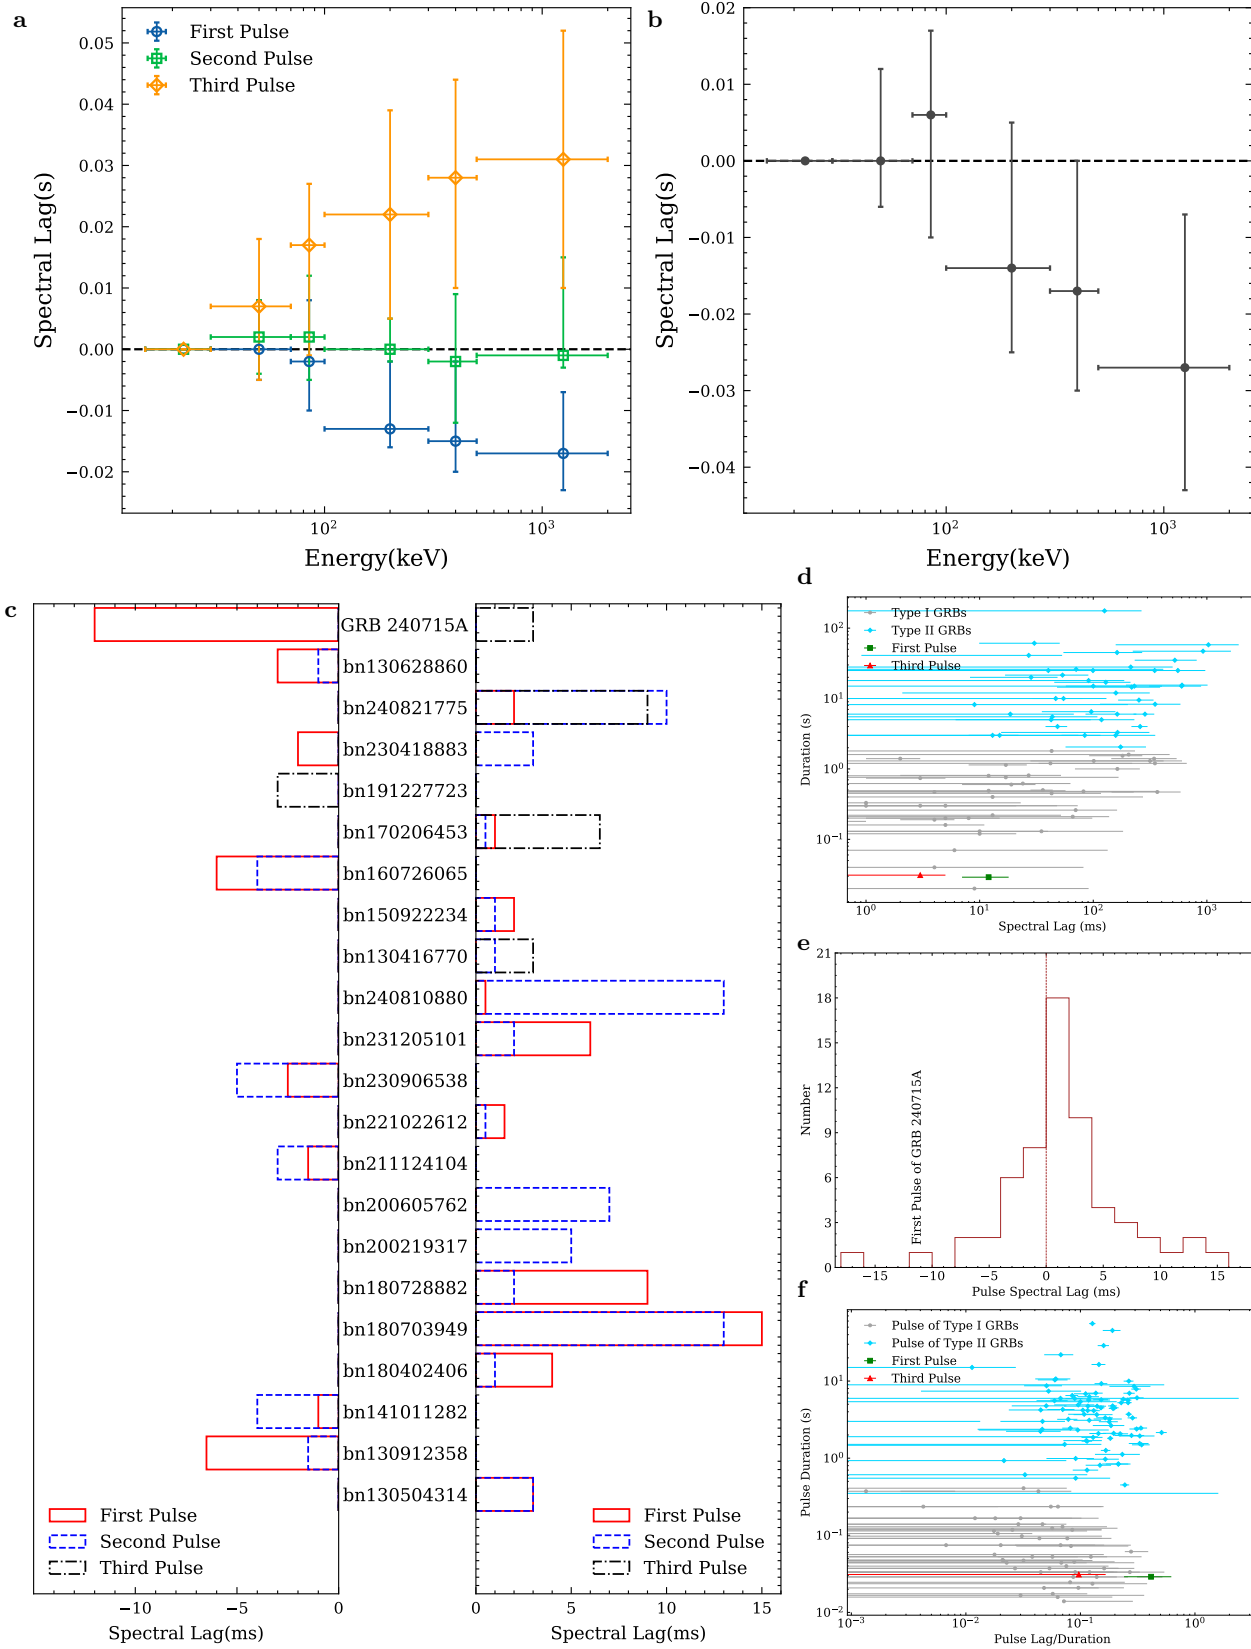 a
First Pulse
Second Pulse
Third Pulse
0.05
0.04
0.03
0.02
0.01
0.00
−0.01
−0.02
Spectral Lag(s)
10²
10³
Energy(keV)
b
0.02
0.01
0.00
−0.01
−0.02
−0.03
−0.04
Spectral Lag(s)
10²
10³
Energy(keV)
c
GRB 240715A
bn130628860
bn240821775
bn230418883
bn191227723
bn170206453
bn160726065
bn150922234
bn130416770
bn240810880
bn231205101
bn230906538
bn221022612
bn211124104
bn200605762
bn200219317
bn180728882
bn180703949
bn180402406
bn141011282
bn130912358
bn130504314
First Pulse
Second Pulse
Third Pulse
First Pulse
Second Pulse
Third Pulse
−10
−5
0
0
5
10
15
Spectral Lag(ms)
Spectral Lag(ms)
d
Type I GRBs
Type II GRBs
First Pulse
Third Pulse
10²
10¹
10⁰
10⁻¹
Duration (s)
10⁰
10¹
10²
10³
Spectral Lag (ms)
e
21
18
15
12
9
6
3
0
Number
First Pulse of GRB 240715A
−15
−10
−5
0
5
10
15
Pulse Spectral Lag (ms)
f
Pulse of Type I GRBs
Pulse of Type II GRBs
First Pulse
Third Pulse
10¹
10⁰
10⁻¹
10⁻²
Pulse Duration (s)
10⁻³
10⁻²
10⁻¹
10⁰
Pulse Lag/Duration